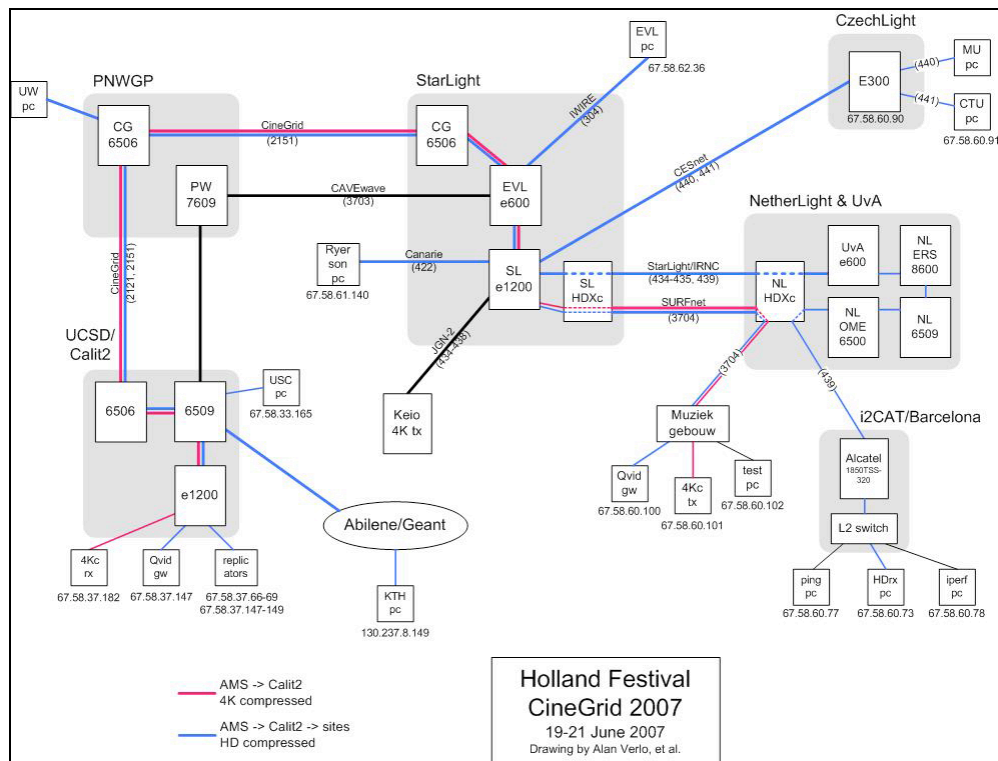 CzechLight
EVL
pc
67.58.62.36
MU
pc
(440)
E300
(441)
CTU
pc
67.58.60.90
67.58.60.91
PNWGP
StarLight
UW
pc
CG
6506
CineGrid
(2151)
CG
6506
IWIRE
(304)
CESnet
(440, 441)
PW
7609
CAVEwave
(3703)
EVL
e600
NetherLight & UvA
Ryer
son
pc
67.58.61.140
Canarie
(422)
SL
e1200
SL
HDXc
StarLight/IRNC
(434-435, 439)
SURFnet
(3704)
NL
HDXc
UvA
e600
NL
ERS
8600
NL
OME
6500
NL
6509
CineGrid
(2121, 2151)
JGN-2
(434-438)
Keio
4K tx
(3704)
(439)
UCSD/
Calit2
6506
6509
USC
pc
67.58.33.165
e1200
Muziek
gebouw
Qvid
gw
67.58.60.100
4Kc
tx
67.58.60.101
test
pc
67.58.60.102
i2CAT/Barcelona
Alcatel
1850TSS-
320
L2 switch
ping
pc
67.58.60.77
HDrx
pc
67.58.60.73
iperf
pc
67.58.60.78
Abilene/Geant
KTH
pc
130.237.8.149
4Kc
rx
67.58.37.182
Qvid
gw
67.58.37.147
replic
ators
67.58.37.66-69
67.58.37.147-149
AMS -> Calit2
4K compressed
AMS -> Calit2 -> sites
HD compressed
Holland Festival
CineGrid 2007
19-21 June 2007
Drawing by Alan Verlo, et al.